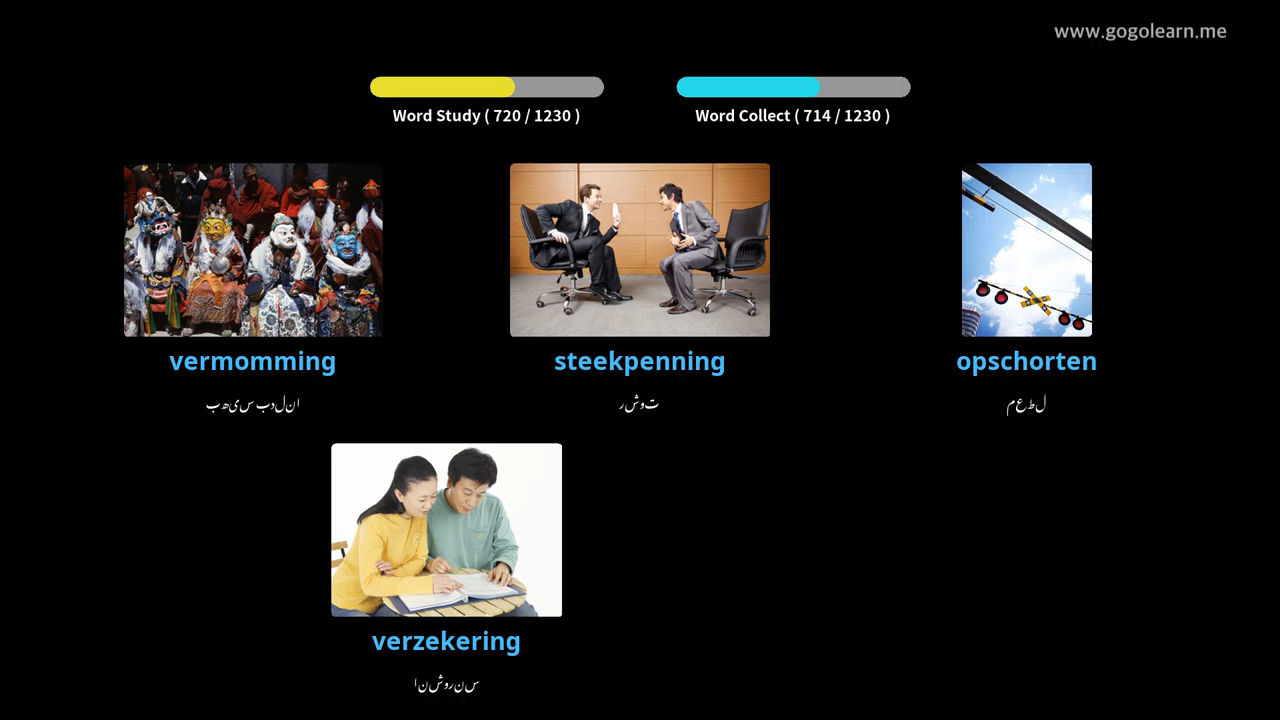 www.gogolearn.me
Word Study ( 720 / 1230 )
Word Collect ( 714 / 1230 )
vermomming
بھیس بدلنا
steekpenning
رشوت
opschorten
معطل
verzekering
انشورنس